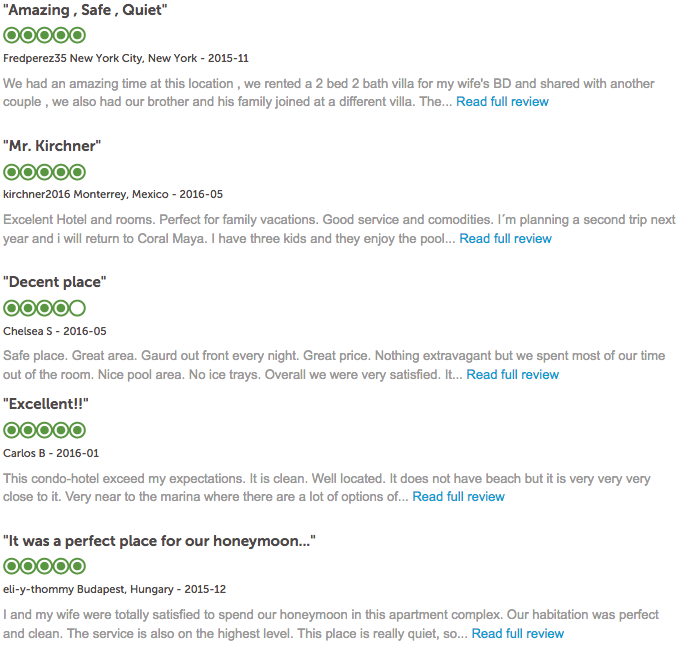 "Amazing , Safe , Quiet"
Fredperez35 New York City, New York - 2015-11
We had an amazing time at this location , we rented a 2 bed 2 bath villa for my wife's BD and shared with another
couple , we also had our brother and his family joined at a different villa. The... Read full review
"Mr. Kirchner"
kirchner2016 Monterrey, Mexico - 2016-05
Excelent Hotel and rooms. Perfect for family vacations. Good service and comodities. I´m planning a second trip next
year and i will return to Coral Maya. I have three kids and they enjoy the pool... Read full review
"Decent place"
Chelsea S - 2016-05
Safe place. Great area. Gaurd out front every night. Great price. Nothing extravagant but we spent most of our time
out of the room. Nice pool area. No ice trays. Overall we were very satisfied. It... Read full review
"Excellent!!"
Carlos B - 2016-01
This condo-hotel exceed my expectations. It is clean. Well located. It does not have beach but it is very very very
close to it. Very near to the marina where there are a lot of options of... Read full review
"It was a perfect place for our honeymoon..."
eli-y-thommy Budapest, Hungary - 2015-12
I and my wife were totally satisfied to spend our honeymoon in this apartment complex. Our habitation was perfect
and clean. The service is also on the highest level. This place is really quiet, so... Read full review